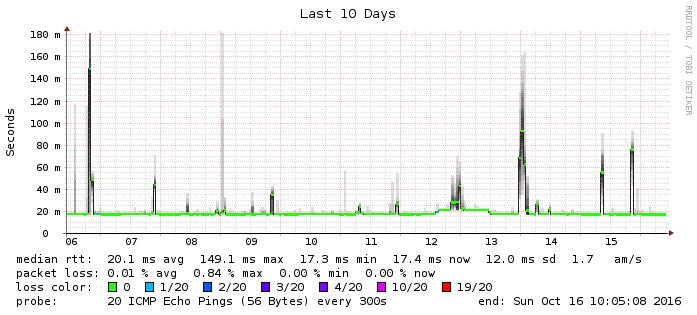 Last 10 Days
RRDTOOL / TOBI OETIKER
Seconds
180 m
160 m
140 m
120 m
100 m
80 m
60 m
40 m
20 m
0
06 07 08 09 10 11 12 13 14 15
median rtt: 20.1 ms avg 149.1 ms max 17.3 ms min 17.4 ms now 12.0 ms sd 1.7 am/s
packet loss: 0.01 % avg 0.84 % max 0.00 % min 0.00 % now
loss color: 0 1/20 2/20 3/20 4/20 10/20 19/20
probe: 20 ICMP Echo Pings (56 Bytes) every 300s end: Sun Oct 16 10:05:08 2016